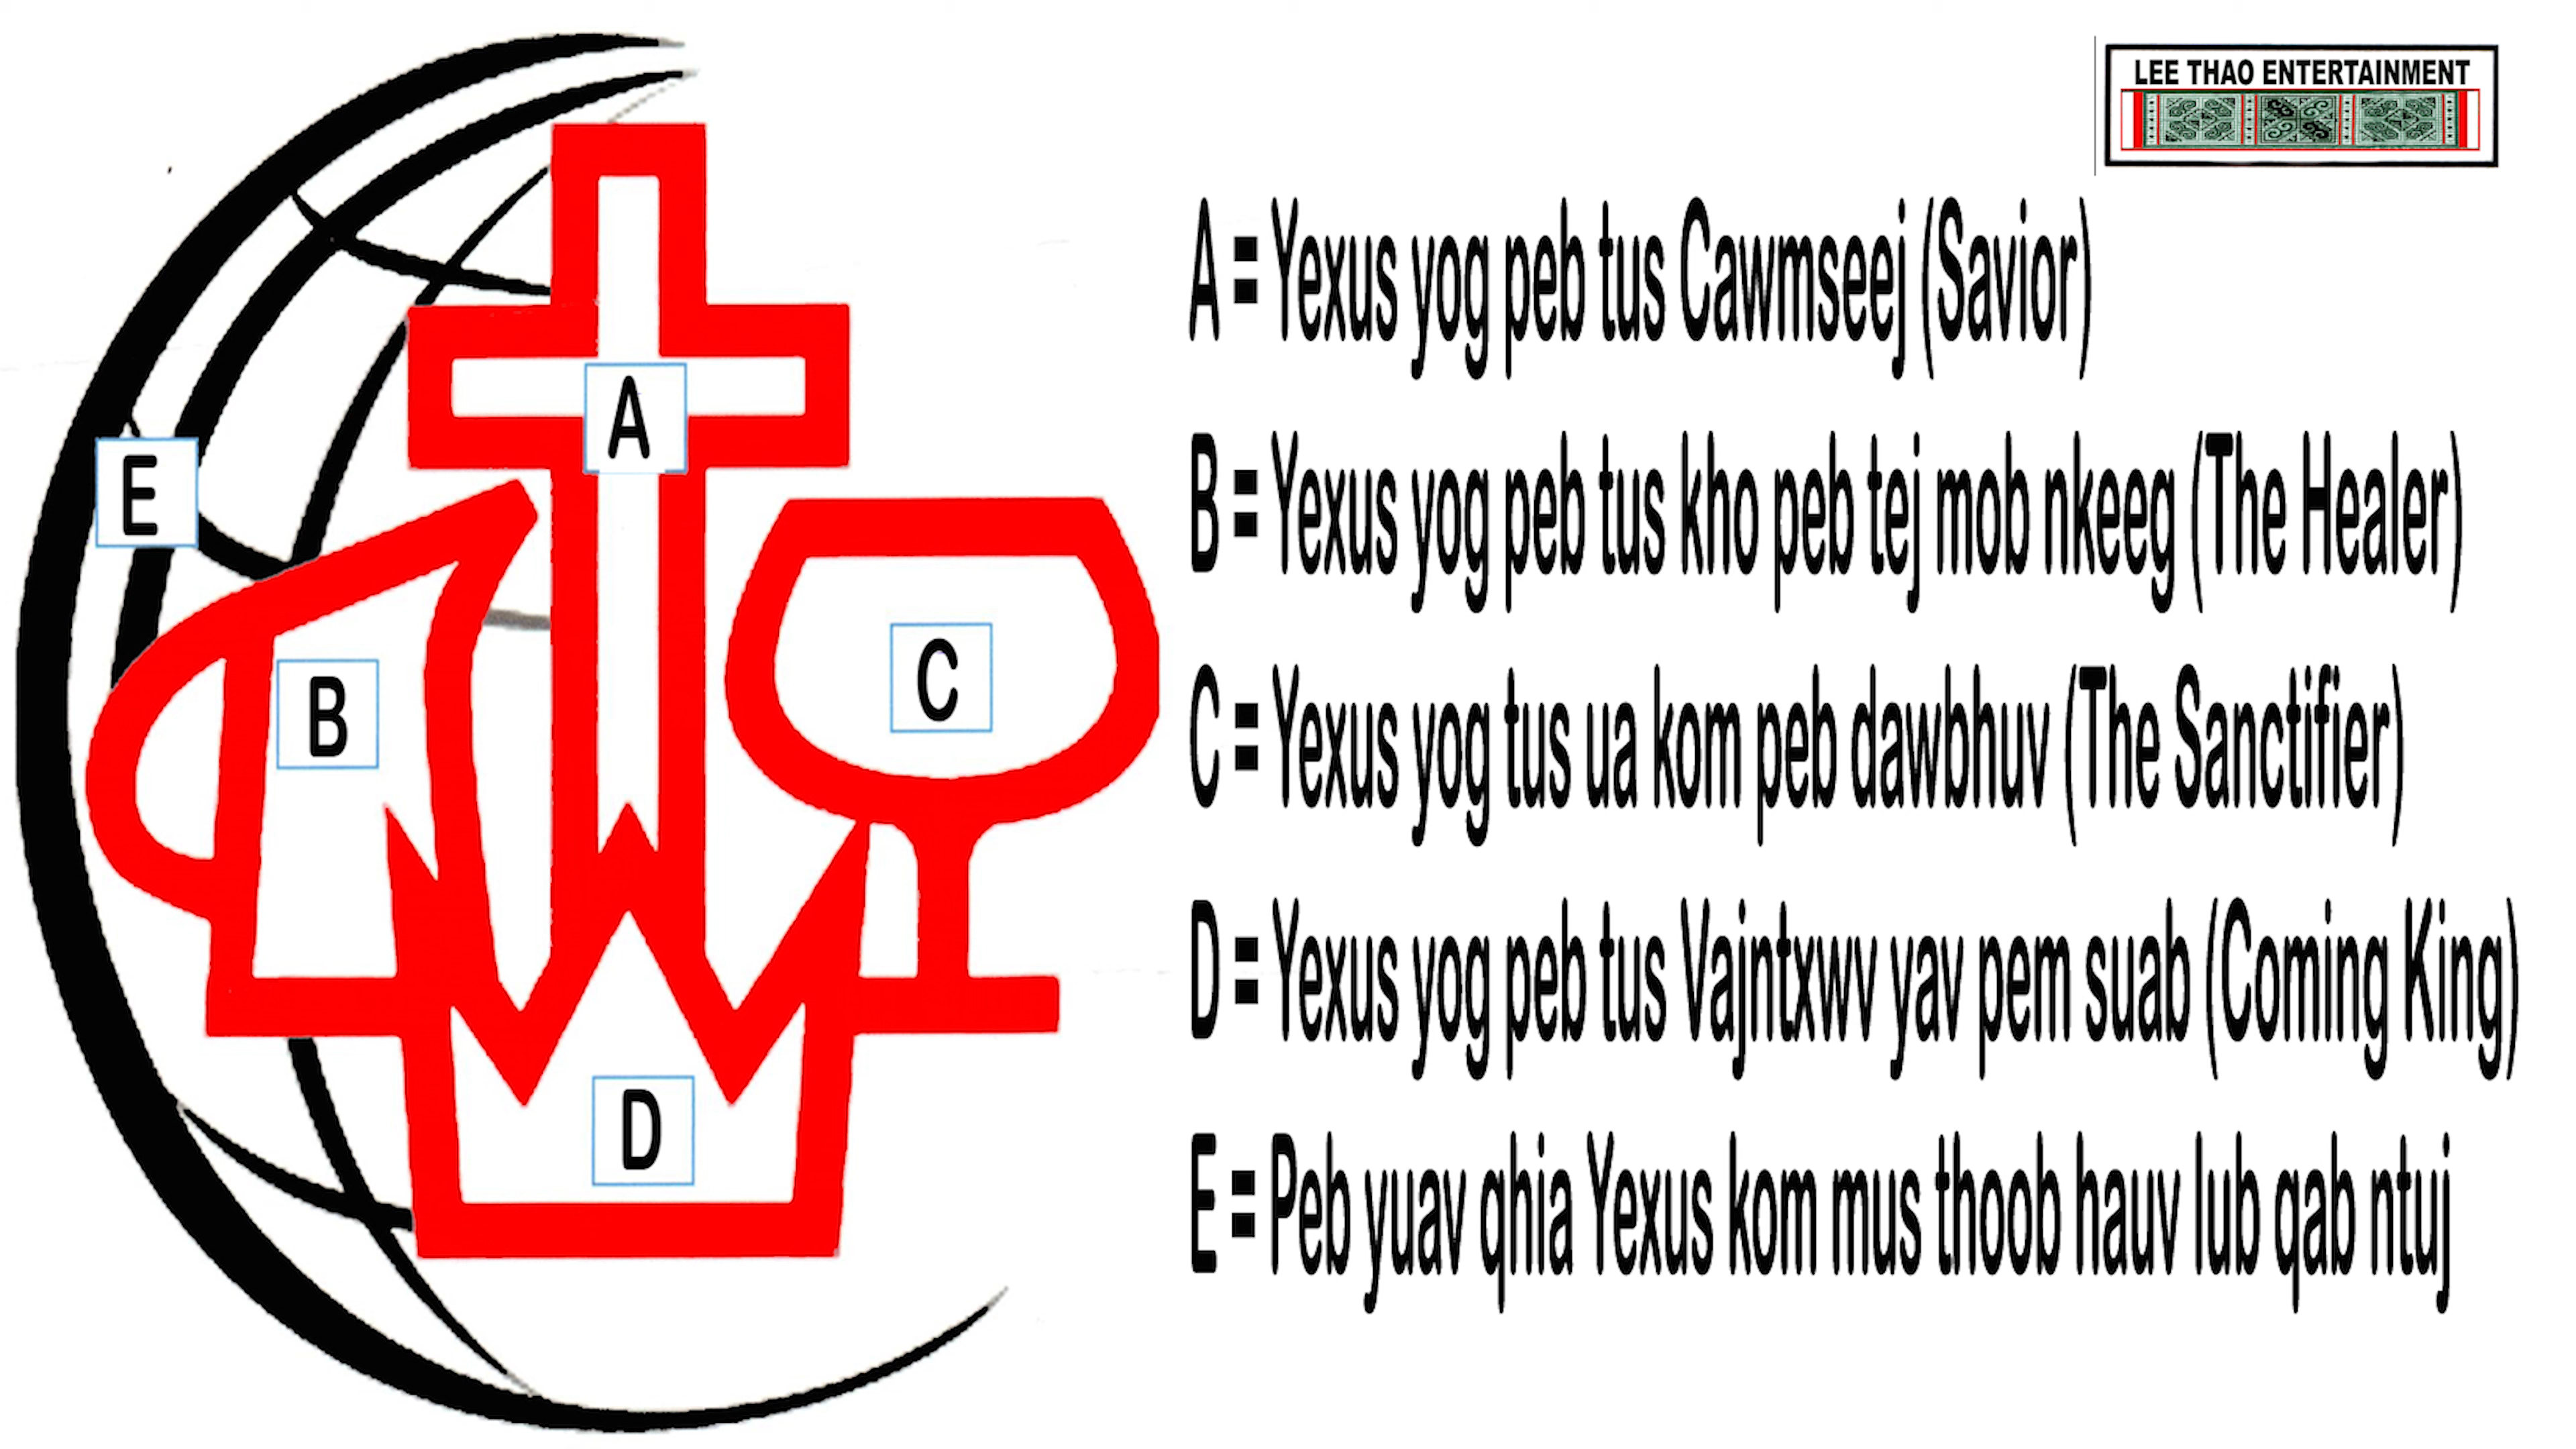 LEE THAO ENTERTAINMENT
A = Yexus yog peb tus Cawmseej (Savior)
B = Yexus yog peb tus kho peb tej mob nkeeg (The Healer)
C = Yexus yog tus ua kom peb dawbhuv (The Sanctifier)
D = Yexus yog peb tus Vajntxwv yav pem suab (Coming King)
E = Peb yuav qhia Yexus kom mus thoob hauv lub qab ntuj
A
E
B
C
D